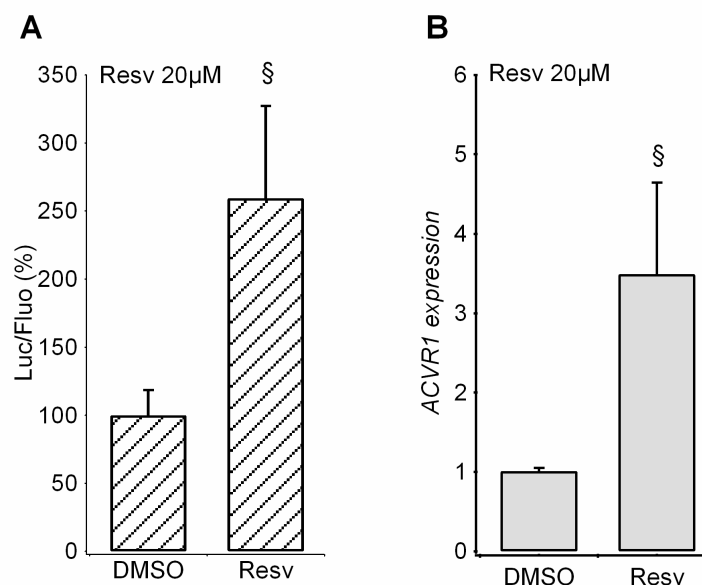 A
Luc/Fluo (%)
350
300
250
200
150
100
50
0
Resv 20µM
§
DMSO
Resv
B
ACVR1 expression
6
5
4
3
2
1
0
Resv 20µM
§
DMSO
Resv